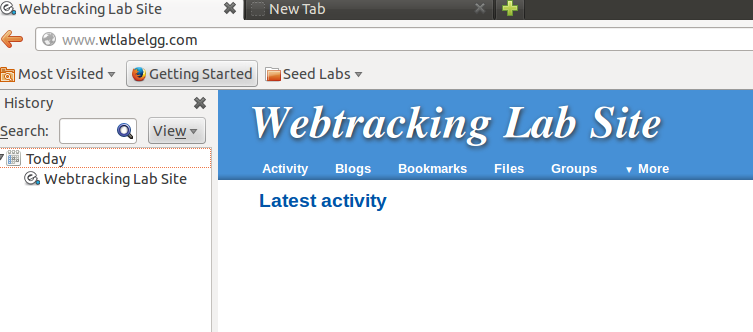 Webtracking Lab Site New Tab
www.wtlabelgg.com
Most Visited Getting Started Seed Labs
History
Search: View
Today
Webtracking Lab Site
Webtracking Lab Site
Activity Blogs Bookmarks Files Groups More
Latest activity